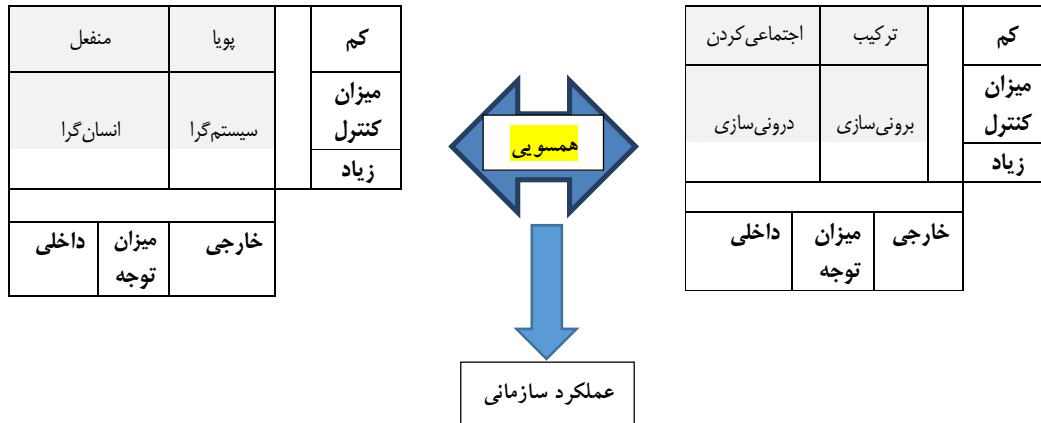 کم
ترکیب
اجتماعی‌کردن
میزان
کنترل
برونی‌سازی
درونی‌سازی
زیاد
خارجی
میزان
توجه
داخلی
همسویی
کم
پویا
منفعل
میزان
کنترل
سیستم‌گرا
انسان‌گرا
زیاد
خارجی
میزان
توجه
داخلی
عملکرد سازمانی